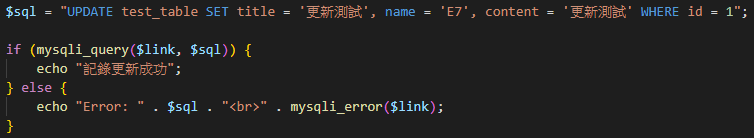 $sql = "UPDATE test_table SET title = '更新測試', name = 'E7', content = '更新測試' WHERE id = 1";
if (mysqli_query($link, $sql)) {
echo "記錄更新成功";
} else {
echo "Error: " . $sql . "<br>" . mysqli_error($link);
}